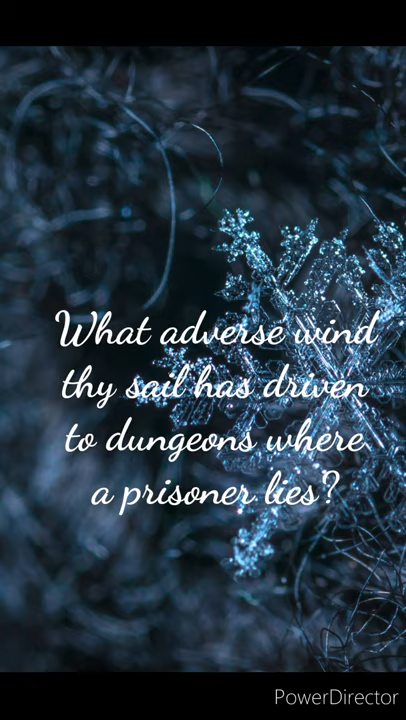 What adverse wind
thy sail has driven
to dungeons where
a prisoner lies?
PowerDirector